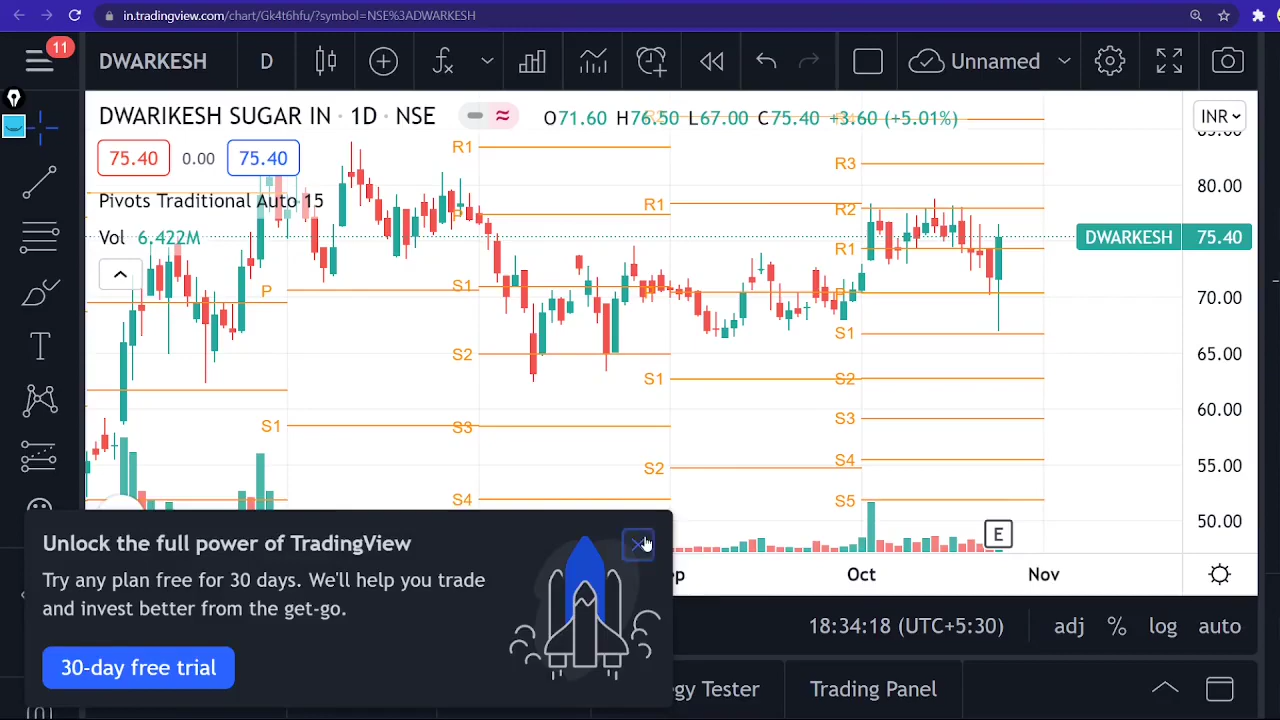 in.tradingview.com/chart/Gk4t6hfu/?symbol=NSE%3ADWARKESH
11
DWARKESH D Unnamed
DWARIKESH SUGAR IN · 1D · NSE O71.60 H76.50 L67.00 C75.40 +3.60 (+5.01%) INR
75.40 0.00 75.40
R1
R3
80.00
Pivots Traditional Auto 15
R1
R2
P
Vol 6.422M
DWARKESH 75.40
R1
P
S1
P
P
70.00
S1
S2
65.00
S1
S2
60.00
S1
S3
S3
S4
55.00
S2
S4
S5
50.00
E
Oct
Nov
Unlock the full power of TradingView
Try any plan free for 30 days. We'll help you trade
and invest better from the get-go.
30-day free trial
18:34:18 (UTC+5:30) adj % log auto
Tester Trading Panel